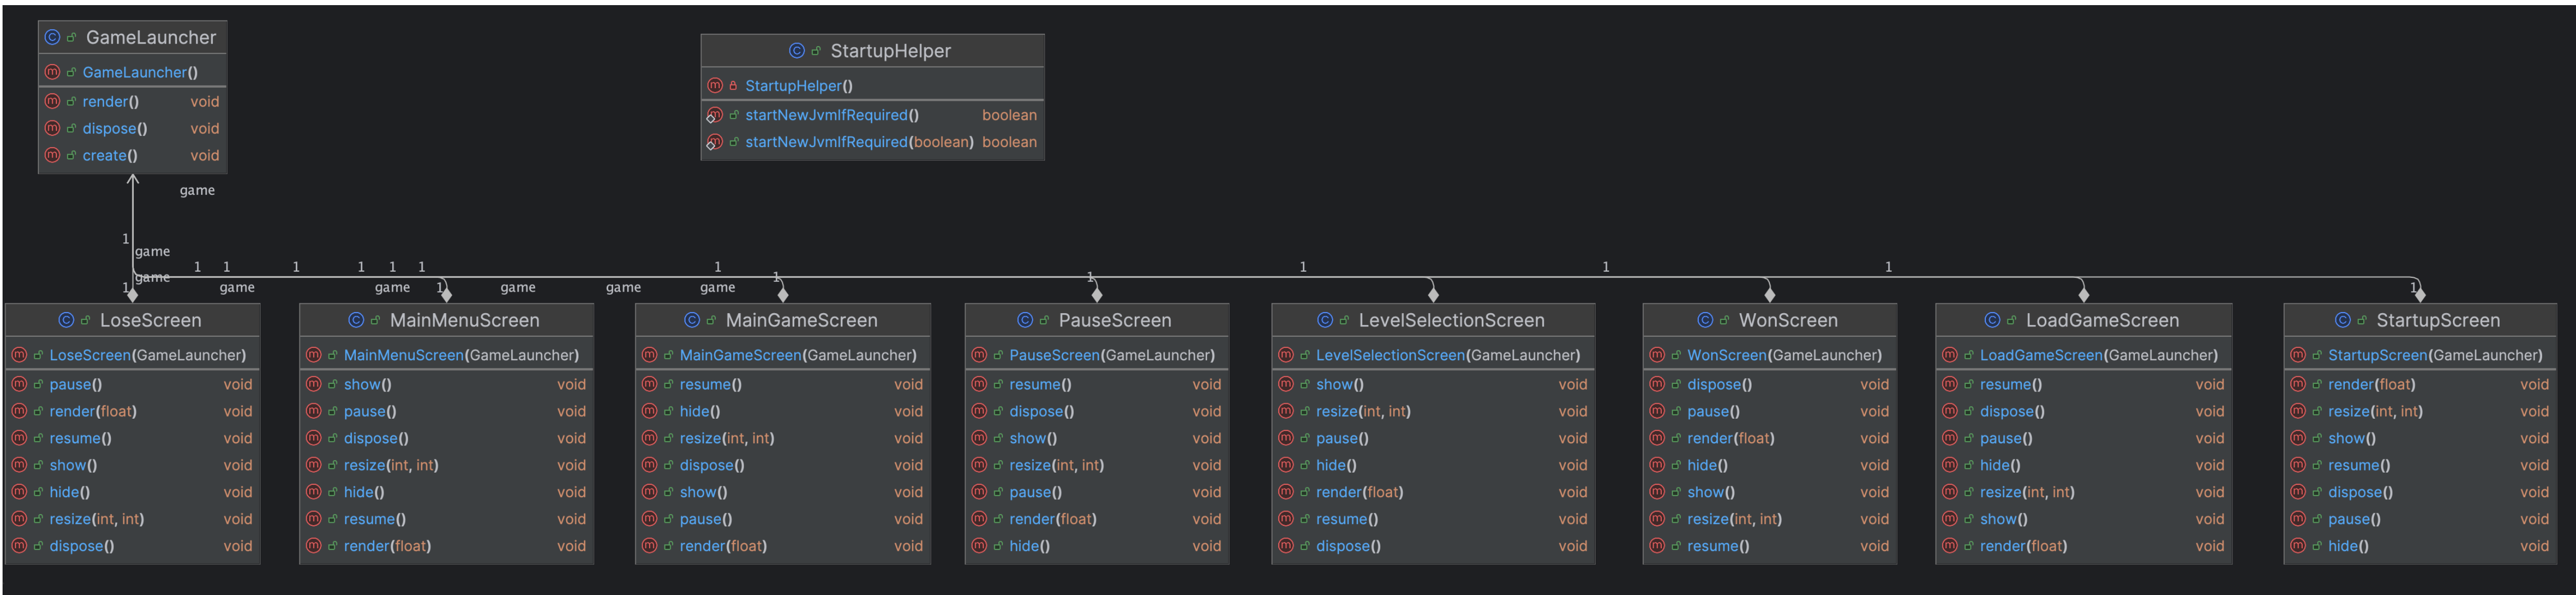 GameLauncher
GameLauncher()
render() void
dispose() void
create() void
StartupHelper
StartupHelper()
startNewJvmIfRequired() boolean
startNewJvmIfRequired(boolean) boolean
game
1
game
game
1 1 1 1 1 1 1 1 1 1 1 1
1 game game 1 game game game 1
LoseScreen
LoseScreen(GameLauncher)
pause() void
render(float) void
resume() void
show() void
hide() void
resize(int, int) void
dispose() void
MainMenuScreen
MainMenuScreen(GameLauncher)
show() void
pause() void
dispose() void
resize(int, int) void
hide() void
resume() void
render(float) void
MainGameScreen
MainGameScreen(GameLauncher)
resume() void
hide() void
resize(int, int) void
dispose() void
show() void
pause() void
render(float) void
PauseScreen
PauseScreen(GameLauncher)
resume() void
dispose() void
show() void
resize(int, int) void
pause() void
render(float) void
hide() void
LevelSelectionScreen
LevelSelectionScreen(GameLauncher)
show() void
resize(int, int) void
pause() void
hide() void
render(float) void
resume() void
dispose() void
WonScreen
WonScreen(GameLauncher)
dispose() void
pause() void
render(float) void
hide() void
show() void
resize(int, int) void
resume() void
LoadGameScreen
LoadGameScreen(GameLauncher)
resume() void
dispose() void
pause() void
hide() void
resize(int, int) void
show() void
render(float) void
StartupScreen
StartupScreen(GameLauncher)
render(float) void
resize(int, int) void
show() void
resume() void
dispose() void
pause() void
hide() void